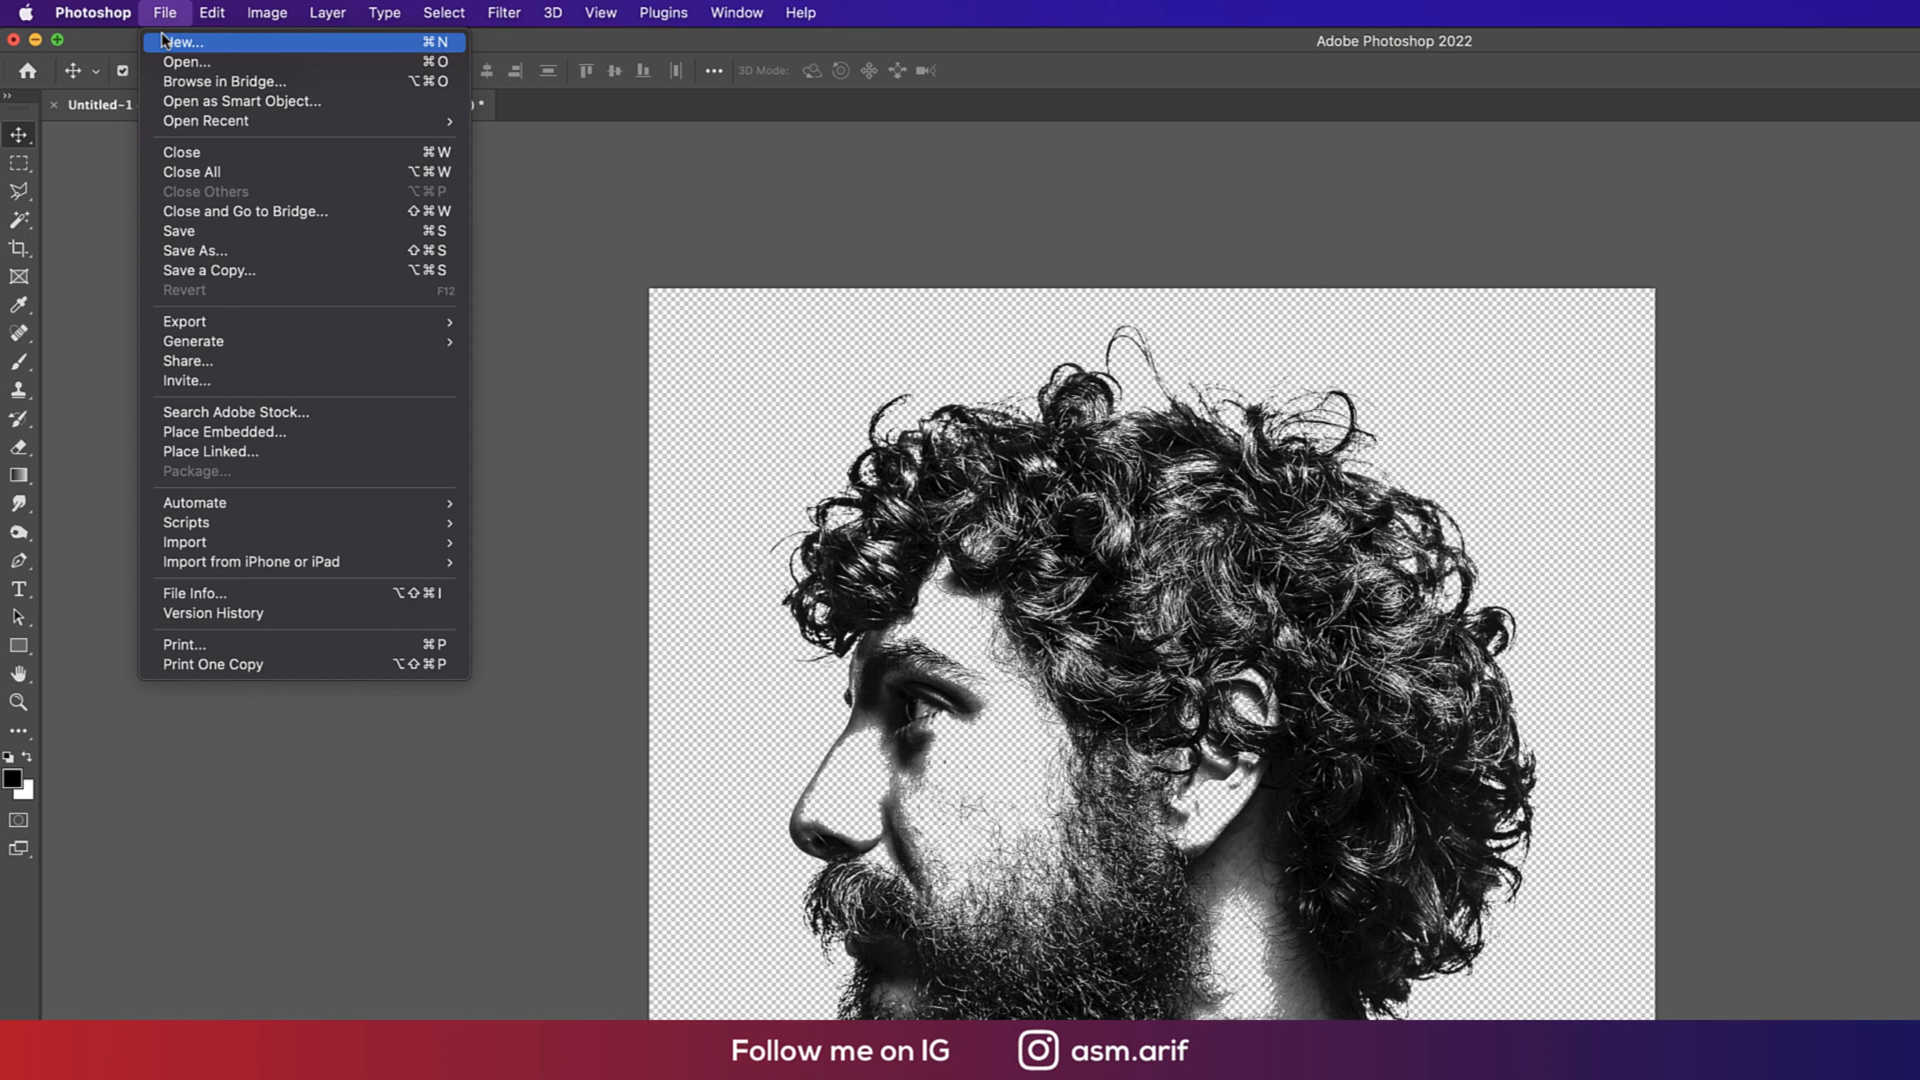 Photoshop File Edit Image Layer Type Select Filter 3D View Plugins Window Help
Adobe Photoshop 2022
3D Mode:
Untitled-1 ) *
New... ⌘N
Open... ⌘O
Browse in Bridge... ⌥⌘O
Open as Smart Object...
Open Recent >
Close ⌘W
Close All ⌥⌘W
Close Others ⌥⌘P
Close and Go to Bridge... ⇧⌘W
Save ⌘S
Save As... ⇧⌘S
Save a Copy... ⌥⌘S
Revert F12
Export >
Generate >
Share...
Invite...
Search Adobe Stock...
Place Embedded...
Place Linked...
Package...
Automate >
Scripts >
Import >
Import from iPhone or iPad >
File Info... ⌥⇧⌘I
Version History
Print... ⌘P
Print One Copy ⌥⇧⌘P
Follow me on IG asm.arif